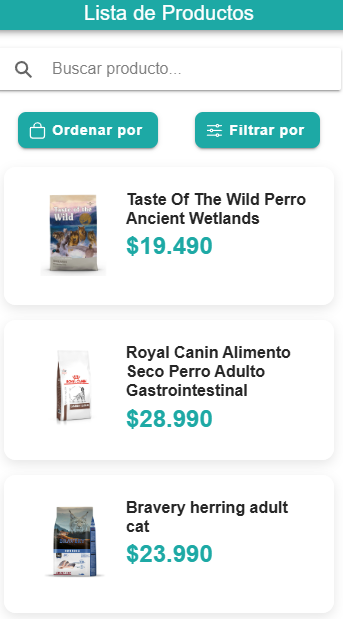 Lista de Productos
Buscar producto...
Ordenar por
Filtrar por
Taste Of The Wild Perro
Ancient Wetlands
$19.490
Royal Canin Alimento
Seco Perro Adulto
Gastrointestinal
$28.990
Bravery herring adult
cat
$23.990